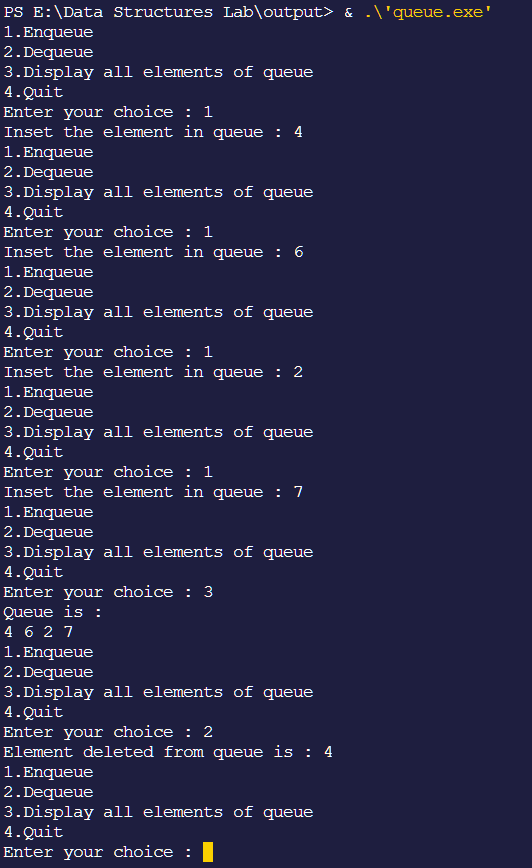 PS E:\Data Structures Lab\output> & .\'queue.exe'
1.Enqueue
2.Dequeue
3.Display all elements of queue
4.Quit
Enter your choice : 1
Inset the element in queue : 4
1.Enqueue
2.Dequeue
3.Display all elements of queue
4.Quit
Enter your choice : 1
Inset the element in queue : 6
1.Enqueue
2.Dequeue
3.Display all elements of queue
4.Quit
Enter your choice : 1
Inset the element in queue : 2
1.Enqueue
2.Dequeue
3.Display all elements of queue
4.Quit
Enter your choice : 1
Inset the element in queue : 7
1.Enqueue
2.Dequeue
3.Display all elements of queue
4.Quit
Enter your choice : 3
Queue is :
4 6 2 7
1.Enqueue
2.Dequeue
3.Display all elements of queue
4.Quit
Enter your choice : 2
Element deleted from queue is : 4
1.Enqueue
2.Dequeue
3.Display all elements of queue
4.Quit
Enter your choice :